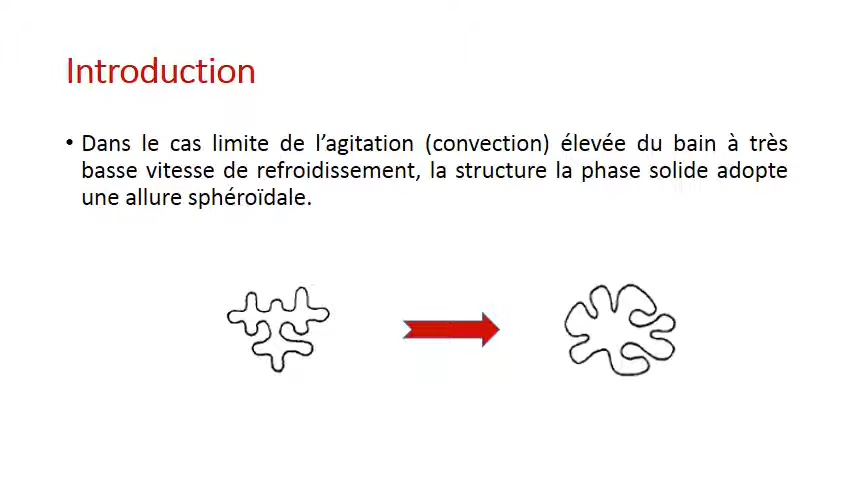 Introduction
• Dans le cas limite de l’agitation (convection) élevée du bain à très
basse vitesse de refroidissement, la structure la phase solide adopte
une allure sphéroïdale.